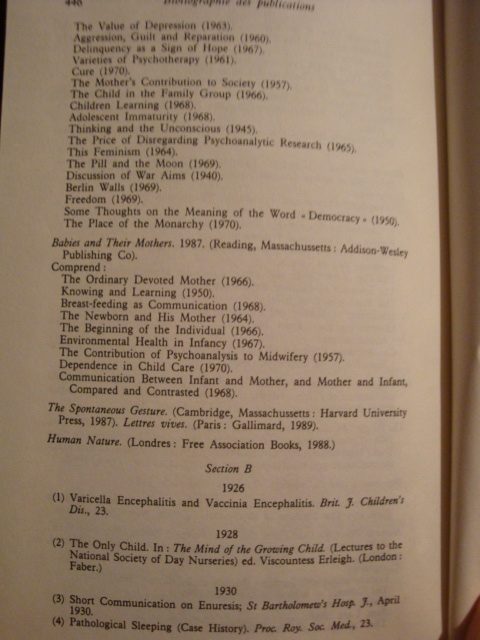 446 Bibliographie des publications
The Value of Depression (1963).
Aggression, Guilt and Reparation (1960).
Delinquency as a Sign of Hope (1967).
Varieties of Psychotherapy (1961).
Cure (1970).
The Mother's Contribution to Society (1957).
The Child in the Family Group (1966).
Children Learning (1968).
Adolescent Immaturity (1968).
Thinking and the Unconscious (1945).
The Price of Disregarding Psychoanalytic Research (1965).
This Feminism (1964).
The Pill and the Moon (1969).
Discussion of War Aims (1940).
Berlin Walls (1969).
Freedom (1969).
Some Thoughts on the Meaning of the Word « Democracy » (1950).
The Place of the Monarchy (1970).
Babies and Their Mothers. 1987. (Reading, Massachussetts : Addison-Wesley
Publishing Co).
Comprend :
The Ordinary Devoted Mother (1966).
Knowing and Learning (1950).
Breast-feeding as Communication (1968).
The Newborn and His Mother (1964).
The Beginning of the Individual (1966).
Environmental Health in Infancy (1967).
The Contribution of Psychoanalysis to Midwifery (1957).
Dependence in Child Care (1970).
Communication Between Infant and Mother, and Mother and Infant,
Compared and Contrasted (1968).
The Spontaneous Gesture. (Cambridge, Massachussetts : Harvard University
Press, 1987). Lettres vives. (Paris : Gallimard, 1989).
Human Nature. (Londres : Free Association Books, 1988.)
Section B
1926
(1) Varicella Encephalitis and Vaccinia Encephalitis. Brit. J. Children's
Dis., 23.
1928
(2) The Only Child. In : The Mind of the Growing Child. (Lectures to the
National Society of Day Nurseries) ed. Viscountess Erleigh. (London :
Faber.)
1930
(3) Short Communication on Enuresis; St Bartholomew's Hosp. J., April
1930.
(4) Pathological Sleeping (Case History). Proc. Roy. Soc. Med., 23.